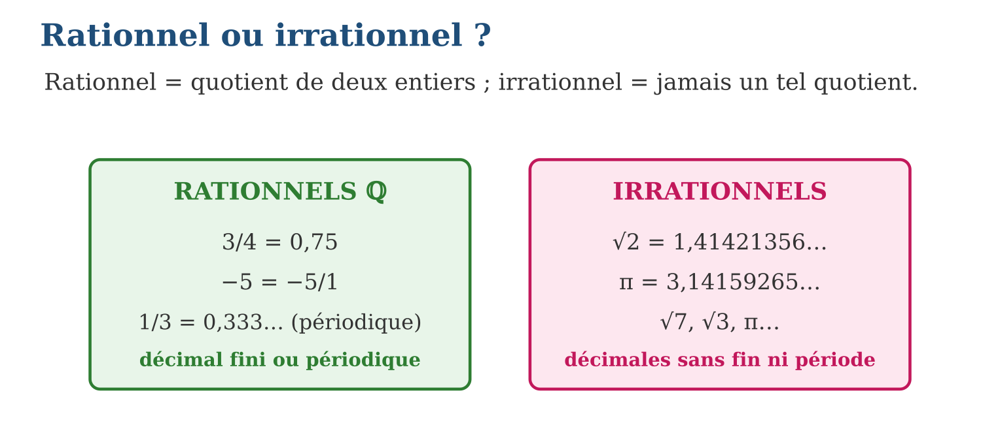 Rationnel ou irrationnel ?
Rationnel = quotient de deux entiers ; irrationnel = jamais un tel quotient.
RATIONNELS ℚ
3/4 = 0,75
−5 = −5/1
1/3 = 0,333… (périodique)
décimal fini ou périodique
IRRATIONNELS
√2 = 1,41421356…
π = 3,14159265…
√7, √3, π…
décimales sans fin ni période